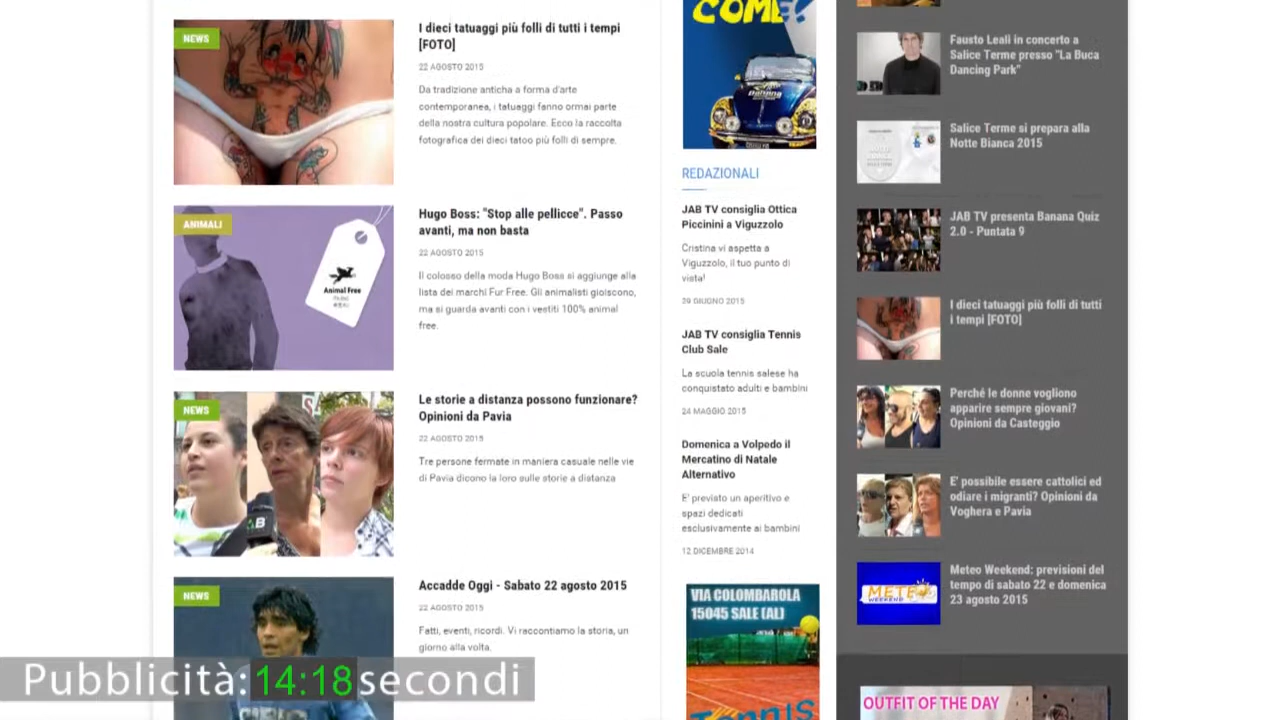 NEWS
I dieci tatuaggi più folli di tutti i tempi
[FOTO]
22 AGOSTO 2015
Da tradizione antica a forma d'arte
contemporanea, i tatuaggi fanno ormai parte
della nostra cultura popolare. Ecco la raccolta
fotografica dei dieci tatoo più folli di sempre.
ANIMALI
Animal Free
Hugo Boss: "Stop alle pellicce". Passo
avanti, ma non basta
22 AGOSTO 2015
Il colosso della moda Hugo Boss si aggiunge alla
lista dei marchi Fur Free. Gli animalisti gioiscono,
ma si guarda avanti con i vestiti 100% animal
free.
NEWS
Le storie a distanza possono funzionare?
Opinioni da Pavia
22 AGOSTO 2015
Tre persone fermate in maniera casuale nelle vie
di Pavia dicono la loro sulle storie a distanza
NEWS
Accadde Oggi - Sabato 22 agosto 2015
22 AGOSTO 2015
Fatti, eventi, ricordi. Vi raccontiamo la storia, un
giorno alla volta.
COME
REDAZIONALI
JAB TV consiglia Ottica
Piccinini a Viguzzolo
Cristina vi aspetta a
Viguzzolo, il tuo punto di
vista!
29 GIUGNO 2015
JAB TV consiglia Tennis
Club Sale
La scuola tennis salese ha
conquistato adulti e bambini
24 MAGGIO 2015
Domenica a Volpedo il
Mercatino di Natale
Alternativo
E' previato un aperitivo e
spazi dedicati
esclusivamente ai bambini
12 DICEMBRE 2014
VIA COLOMBAROLA
15045 SALE (AL)
Tennis
Fausto Leali in concerto a
Salice Terme presso "La Buca
Dancing Park"
Salice Terme si prepara alla
Notte Bianca 2015
JAB TV presenta Banana Quiz
2.0 - Puntata 9
I dieci tatuaggi più folli di tutti
i tempi [FOTO]
Perché le donne vogliono
apparire sempre giovani?
Opinioni da Casteggio
E' possibile essere cattolici ed
odiare i migranti? Opinioni da
Voghera e Pavia
METEO
WEEKEND
Meteo Weekend: previsioni del
tempo di sabato 22 e domenica
23 agosto 2015
OUTFIT OF THE DAY
Pubblicità: 14:18 secondi